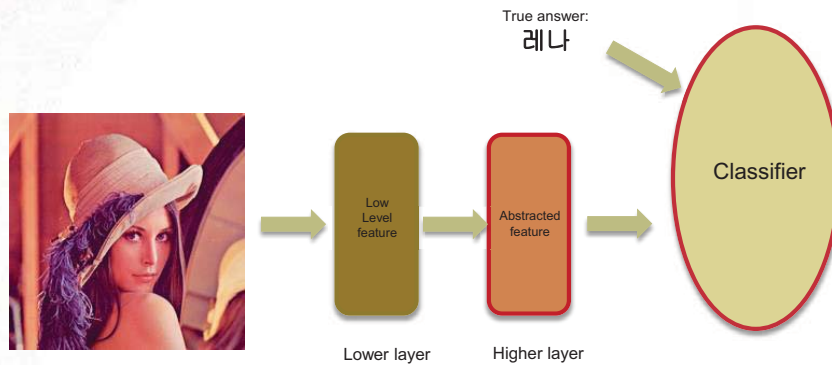 True answer:
레나
Low
Level
feature
Abstracted
feature
Classifier
Lower layer
Higher layer